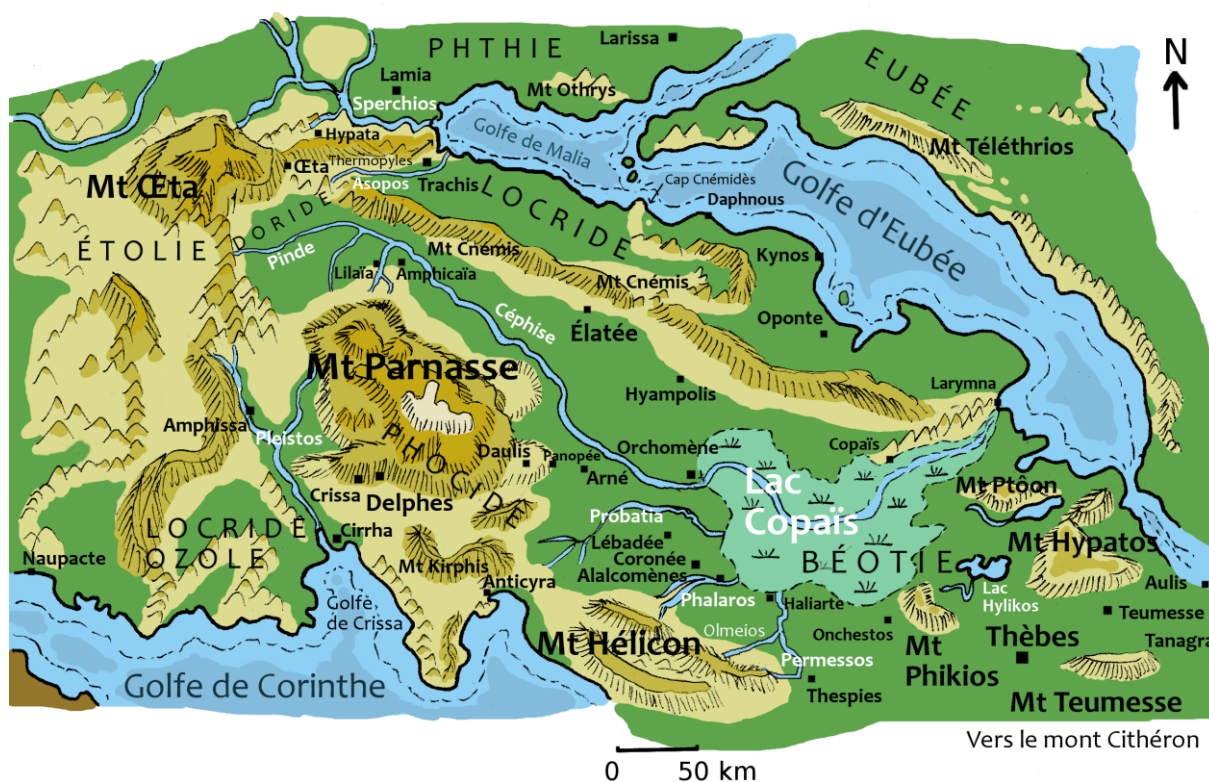 PHTHIE
Larissa
N
EUBÉE
Lamia
Sperchios
Mt Othrys
Golfe de Malia
Hypata
Mt Téléthrios
Mt Œta
Œta
Thermopyles
Asopos
Trachis
Cap Cnémidès
Daphnous
Golfe d'Eubée
LOCRIDE
DORIDE
ÉTOLIE
Pinde
Mt Cnémis
Kynos
Lilaïa
Amphicaïa
Mt Cnémis
Céphise
Élatée
Oponte
Mt Parnasse
Hyampolis
Larymna
Amphissa
Pleistos
PHOCIDE
Daulis
Panopée
Arné
Orchomène
Copaïs
Crissa
Delphes
Lac
Copaïs
Mt Ptôon
LOCRIDE
OZOLE
Cirrha
Probatia
Lébadée
Coronée
Alalcomènes
BÉOTIE
Mt Hypatos
Naupacte
Mt Kirphis
Anticyra
Phalaros
Haliarte
Lac
Hylikos
Aulis
Golfe
de Crissa
Teumesse
Olmeios
Onchestos
Mt
Phikios
Thèbes
Tanagra
Mt Hélicon
Permessos
Golfe de Corinthe
Thespies
Mt Teumesse
Vers le mont Cithéron
0 50 km